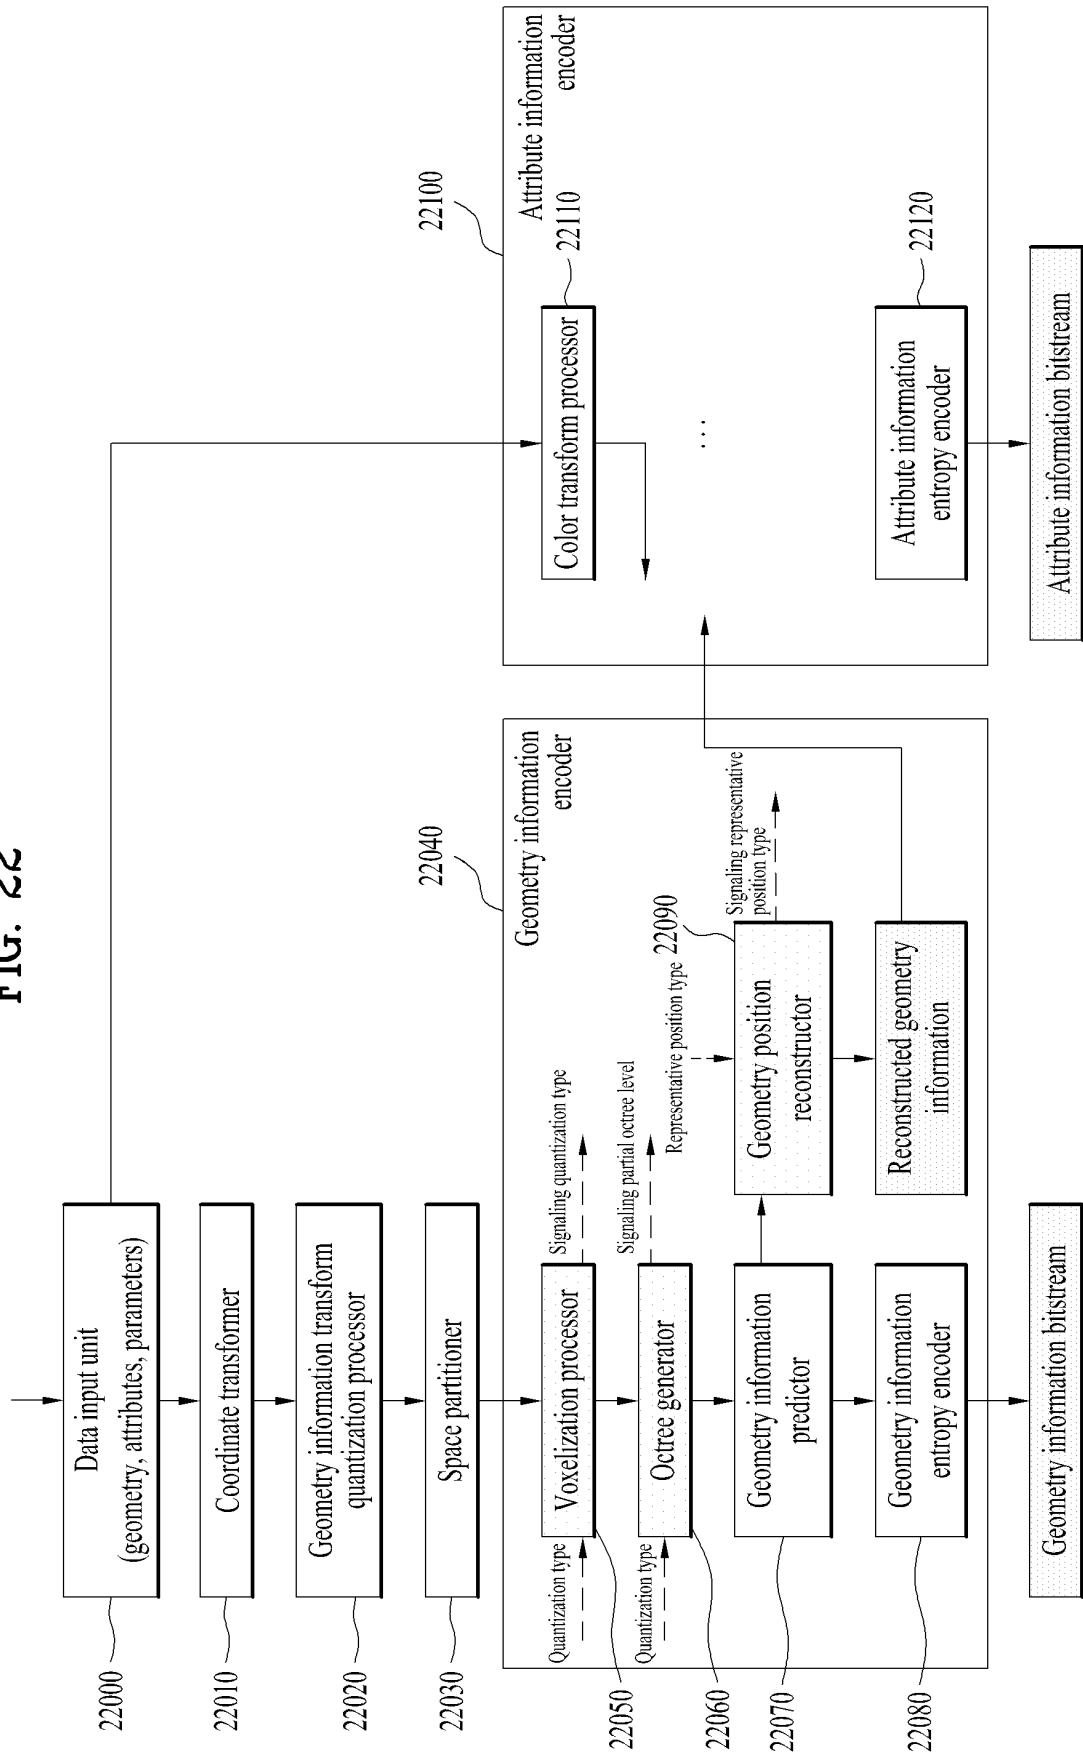 FIG. 22
Data input unit
(geometry, attributes, parameters)
22000
Coordinate transformer
22010
Geometry information transform
quantization processor
22020
Space partitioner
22030
22040
Geometry information
encoder
Quantization type
Voxelization processor
Signaling quantization type
22050
Quantization type
Octree generator
Signaling partial octree level
22060
Geometry information
predictor
22070
Representative position type
22090
Geometry position
reconstructor
Signaling representative
position type
Geometry information
entropy encoder
22080
Reconstructed geometry
information
Geometry information bitstream
22100
Attribute information
encoder
Color transform processor
22110
...
Attribute information
entropy encoder
22120
Attribute information bitstream